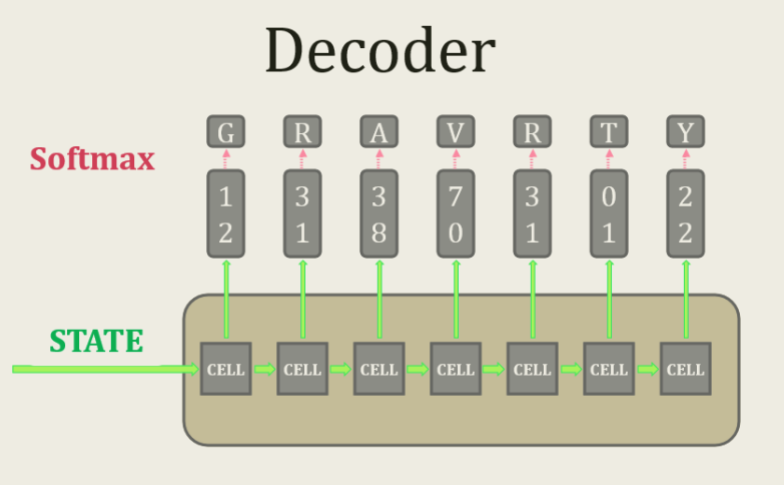 Decoder
Softmax
G R A V R T Y
1 3 3 7 3 0 2
2 1 8 0 1 1 2
STATE
CELL CELL CELL CELL CELL CELL CELL